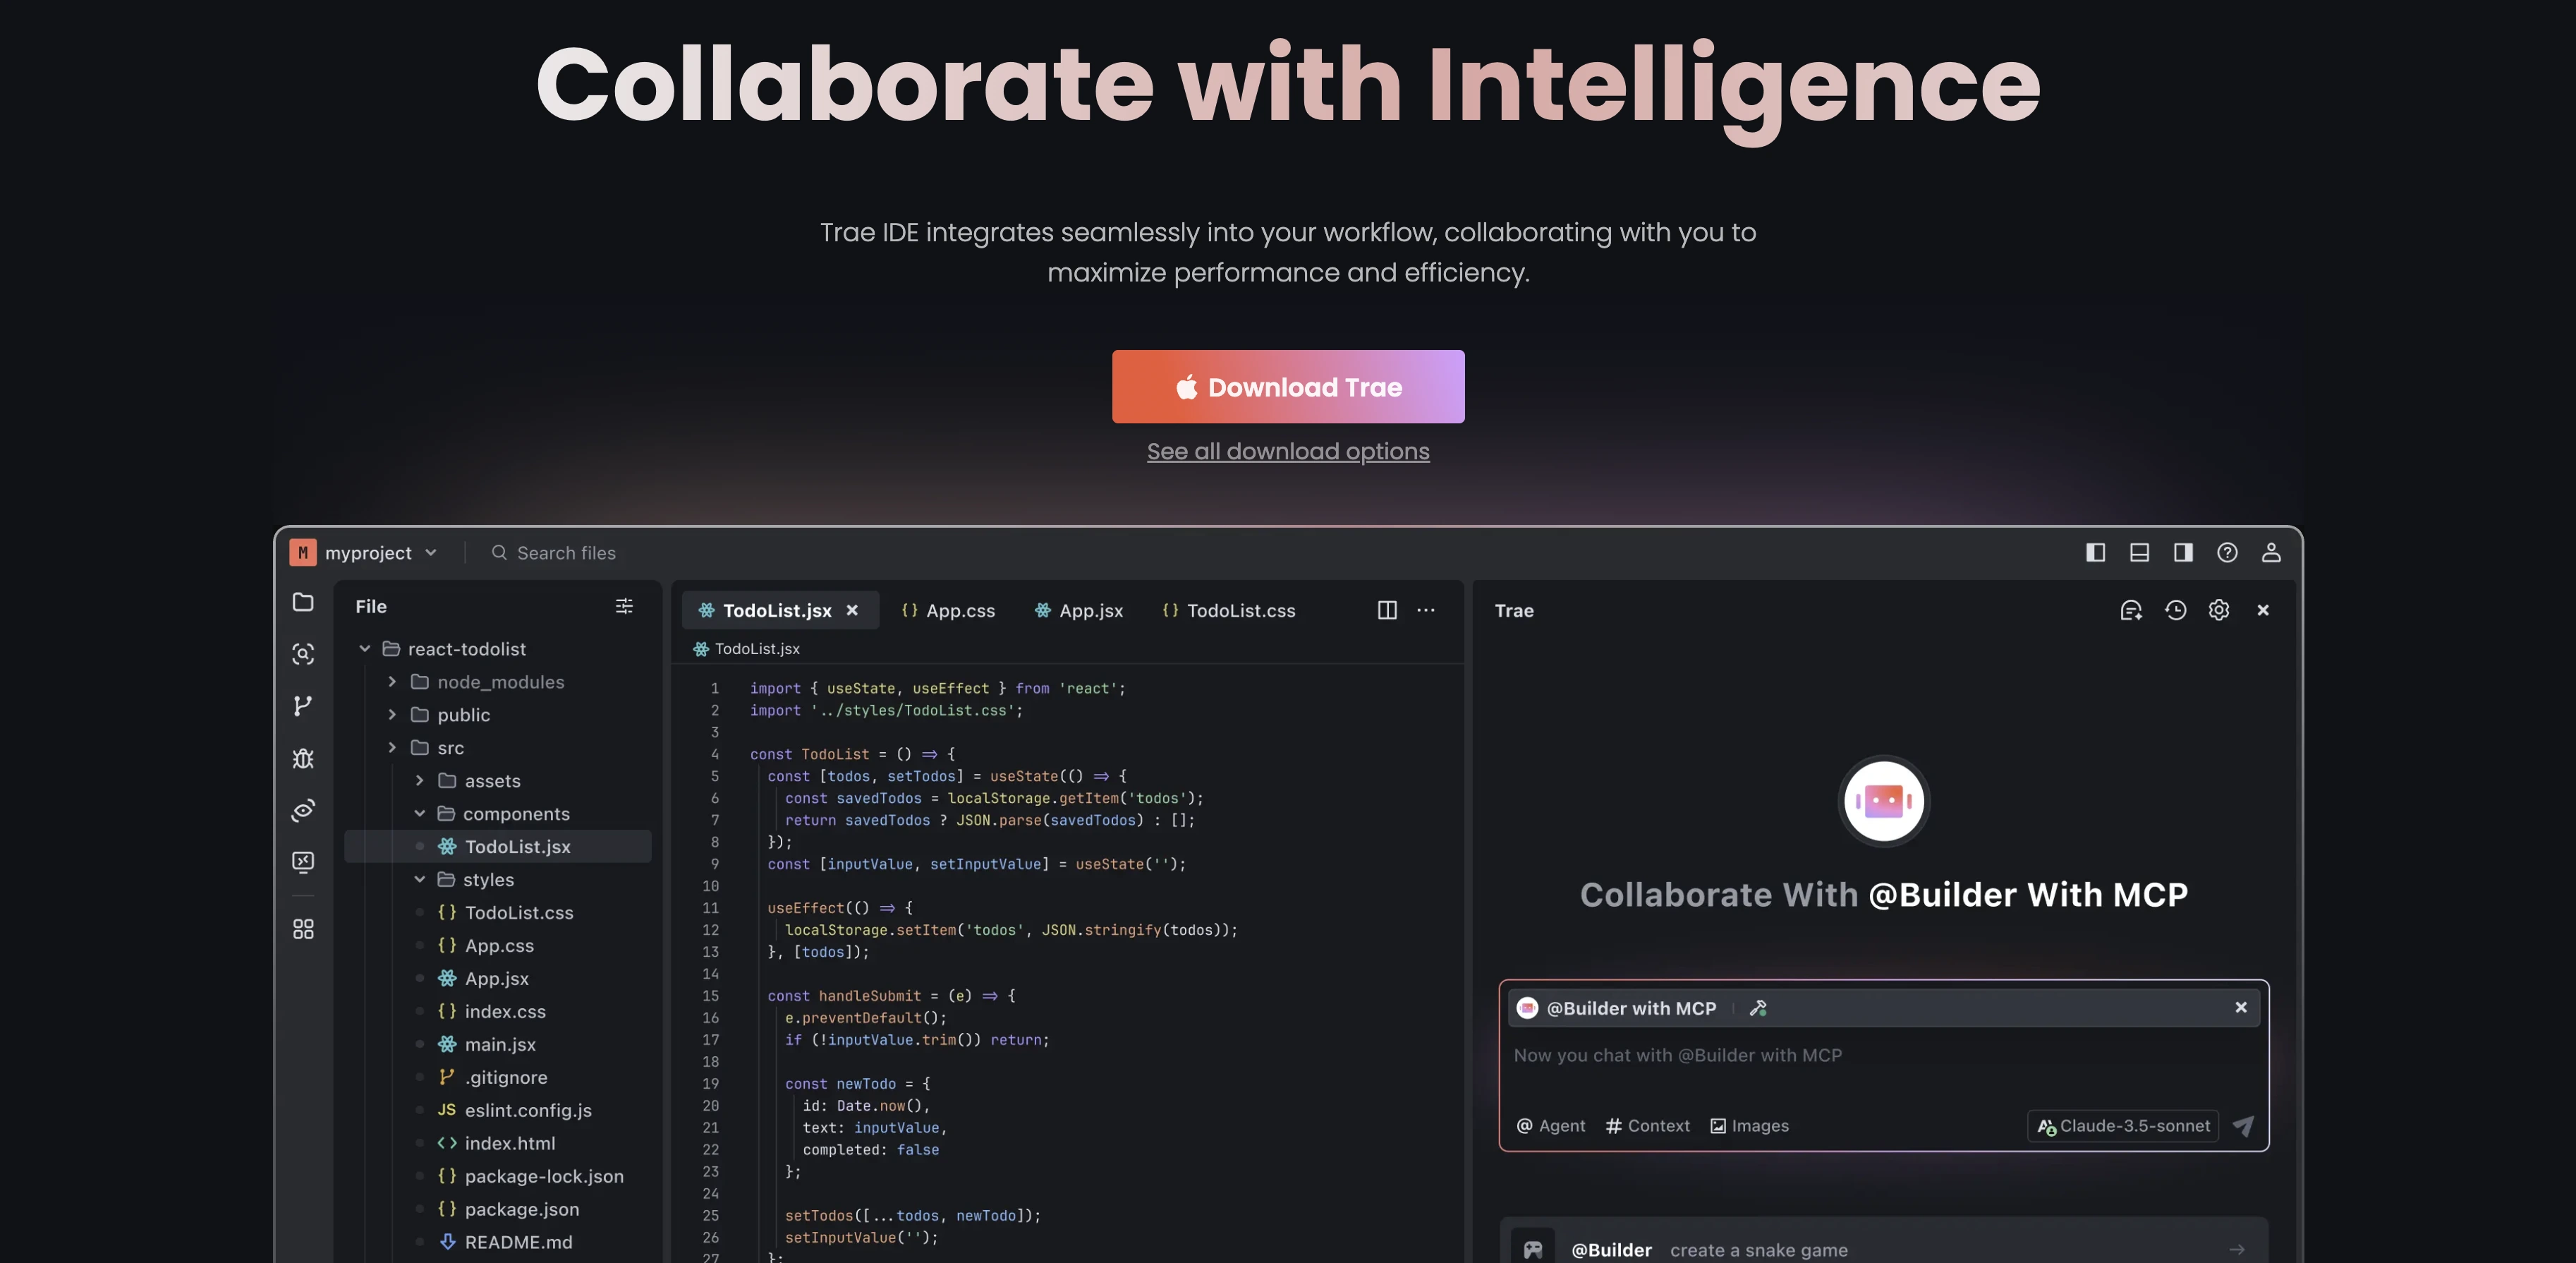 Collaborate with Intelligence
Trae IDE integrates seamlessly into your workflow, collaborating with you to
maximize performance and efficiency.
Download Trae
See all download options
M myproject
Search files
File
react-todolist
node_modules
public
src
assets
components
TodoList.jsx
styles
{} TodoList.css
{} App.css
App.jsx
{} index.css
main.jsx
.gitignore
JS eslint.config.js
<> index.html
{} package-lock.json
{} package.json
README.md
TodoList.jsx × {} App.css App.jsx {} TodoList.css
TodoList.jsx
1 import { useState, useEffect } from 'react';
2 import '../styles/TodoList.css';
3
4 const TodoList = () => {
5 const [todos, setTodos] = useState(() => {
6 const savedTodos = localStorage.getItem('todos');
7 return savedTodos ? JSON.parse(savedTodos) : [];
8 });
9 const [inputValue, setInputValue] = useState('');
10
11 useEffect(() => {
12 localStorage.setItem('todos', JSON.stringify(todos));
13 }, [todos]);
14
15 const handleSubmit = (e) => {
16 e.preventDefault();
17 if (!inputValue.trim()) return;
18
19 const newTodo = {
20 id: Date.now(),
21 text: inputValue,
22 completed: false
23 };
24
25 setTodos([...todos, newTodo]);
26 setInputValue('');
27 };
Trae
Collaborate With @Builder With MCP
@Builder with MCP
Now you chat with @Builder with MCP
@ Agent # Context Images
Claude-3.5-sonnet
@Builder create a snake game